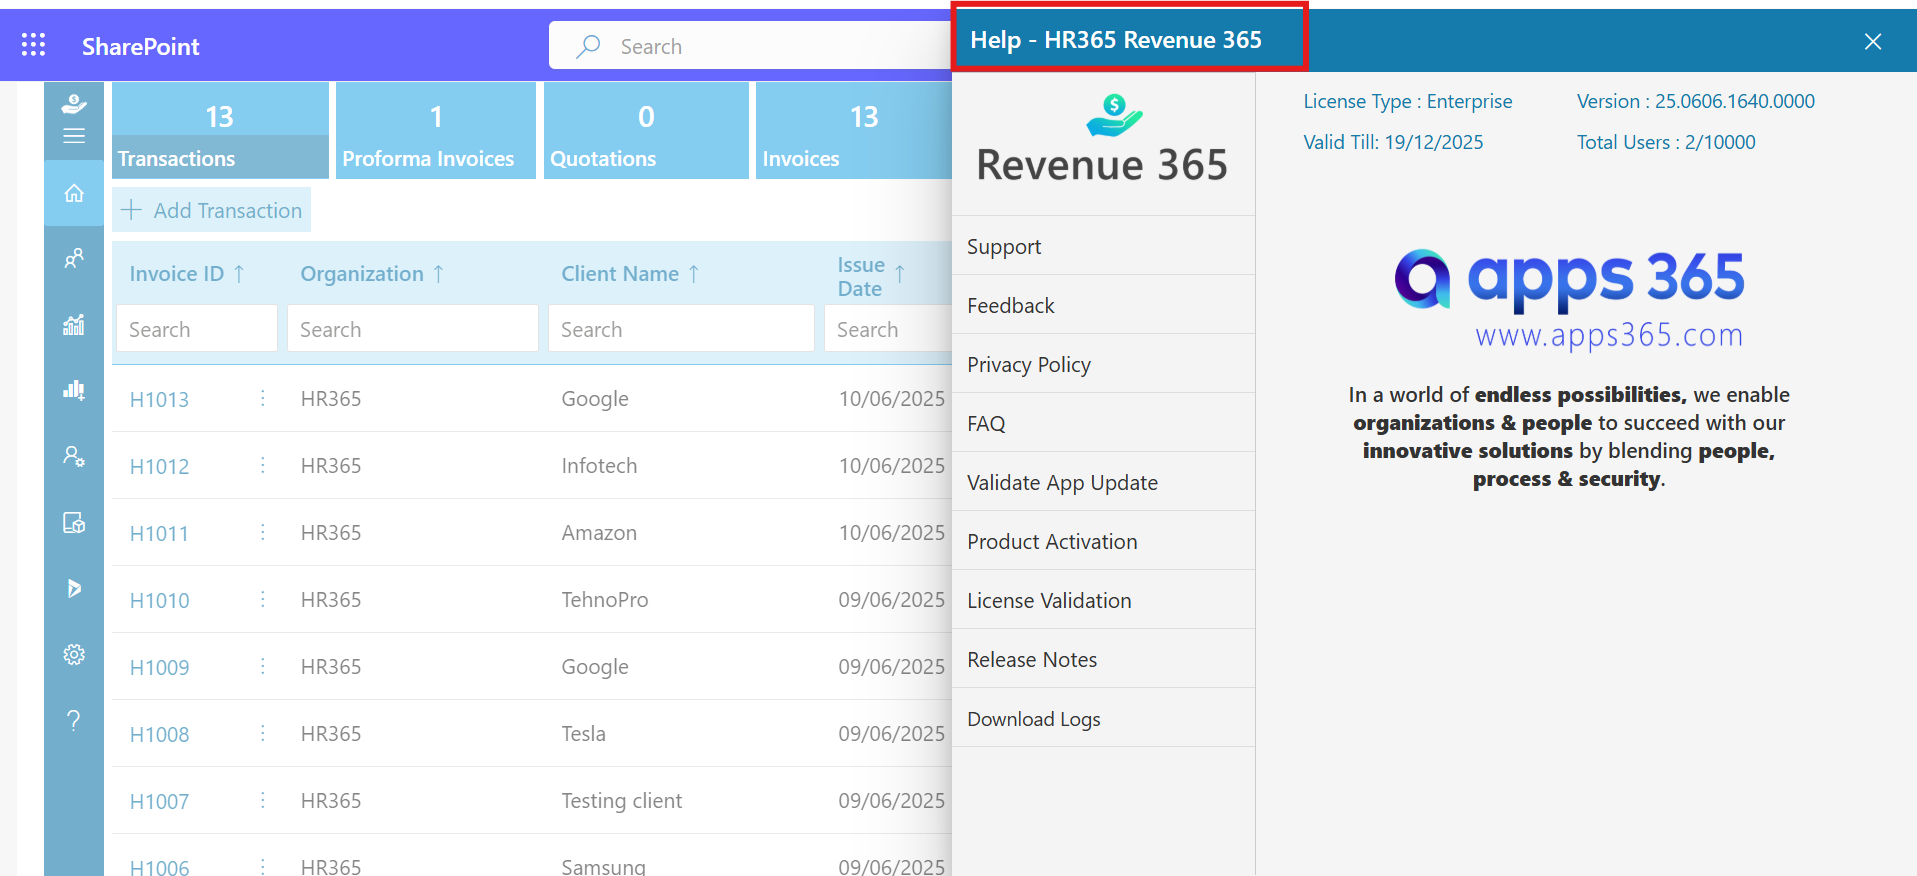 SharePoint
Search
Help - HR365 Revenue 365
13
Transactions
1
Proforma Invoices
0
Quotations
13
Invoices
Add Transaction
Invoice ID ↑
Organization ↑
Client Name ↑
Issue Date ↑
Search
Search
Search
Search
H1013 HR365 Google 10/06/2025
H1012 HR365 Infotech 10/06/2025
H1011 HR365 Amazon 10/06/2025
H1010 HR365 TehnoPro 09/06/2025
H1009 HR365 Google 09/06/2025
H1008 HR365 Tesla 09/06/2025
H1007 HR365 Testing client 09/06/2025
H1006 HR365 Samsung 09/06/2025
Revenue 365
Support
Feedback
Privacy Policy
FAQ
Validate App Update
Product Activation
License Validation
Release Notes
Download Logs
License Type : Enterprise
Version : 25.0606.1640.0000
Valid Till: 19/12/2025
Total Users : 2/10000
apps 365
www.apps365.com
In a world of endless possibilities, we enable
organizations & people to succeed with our
innovative solutions by blending people,
process & security.